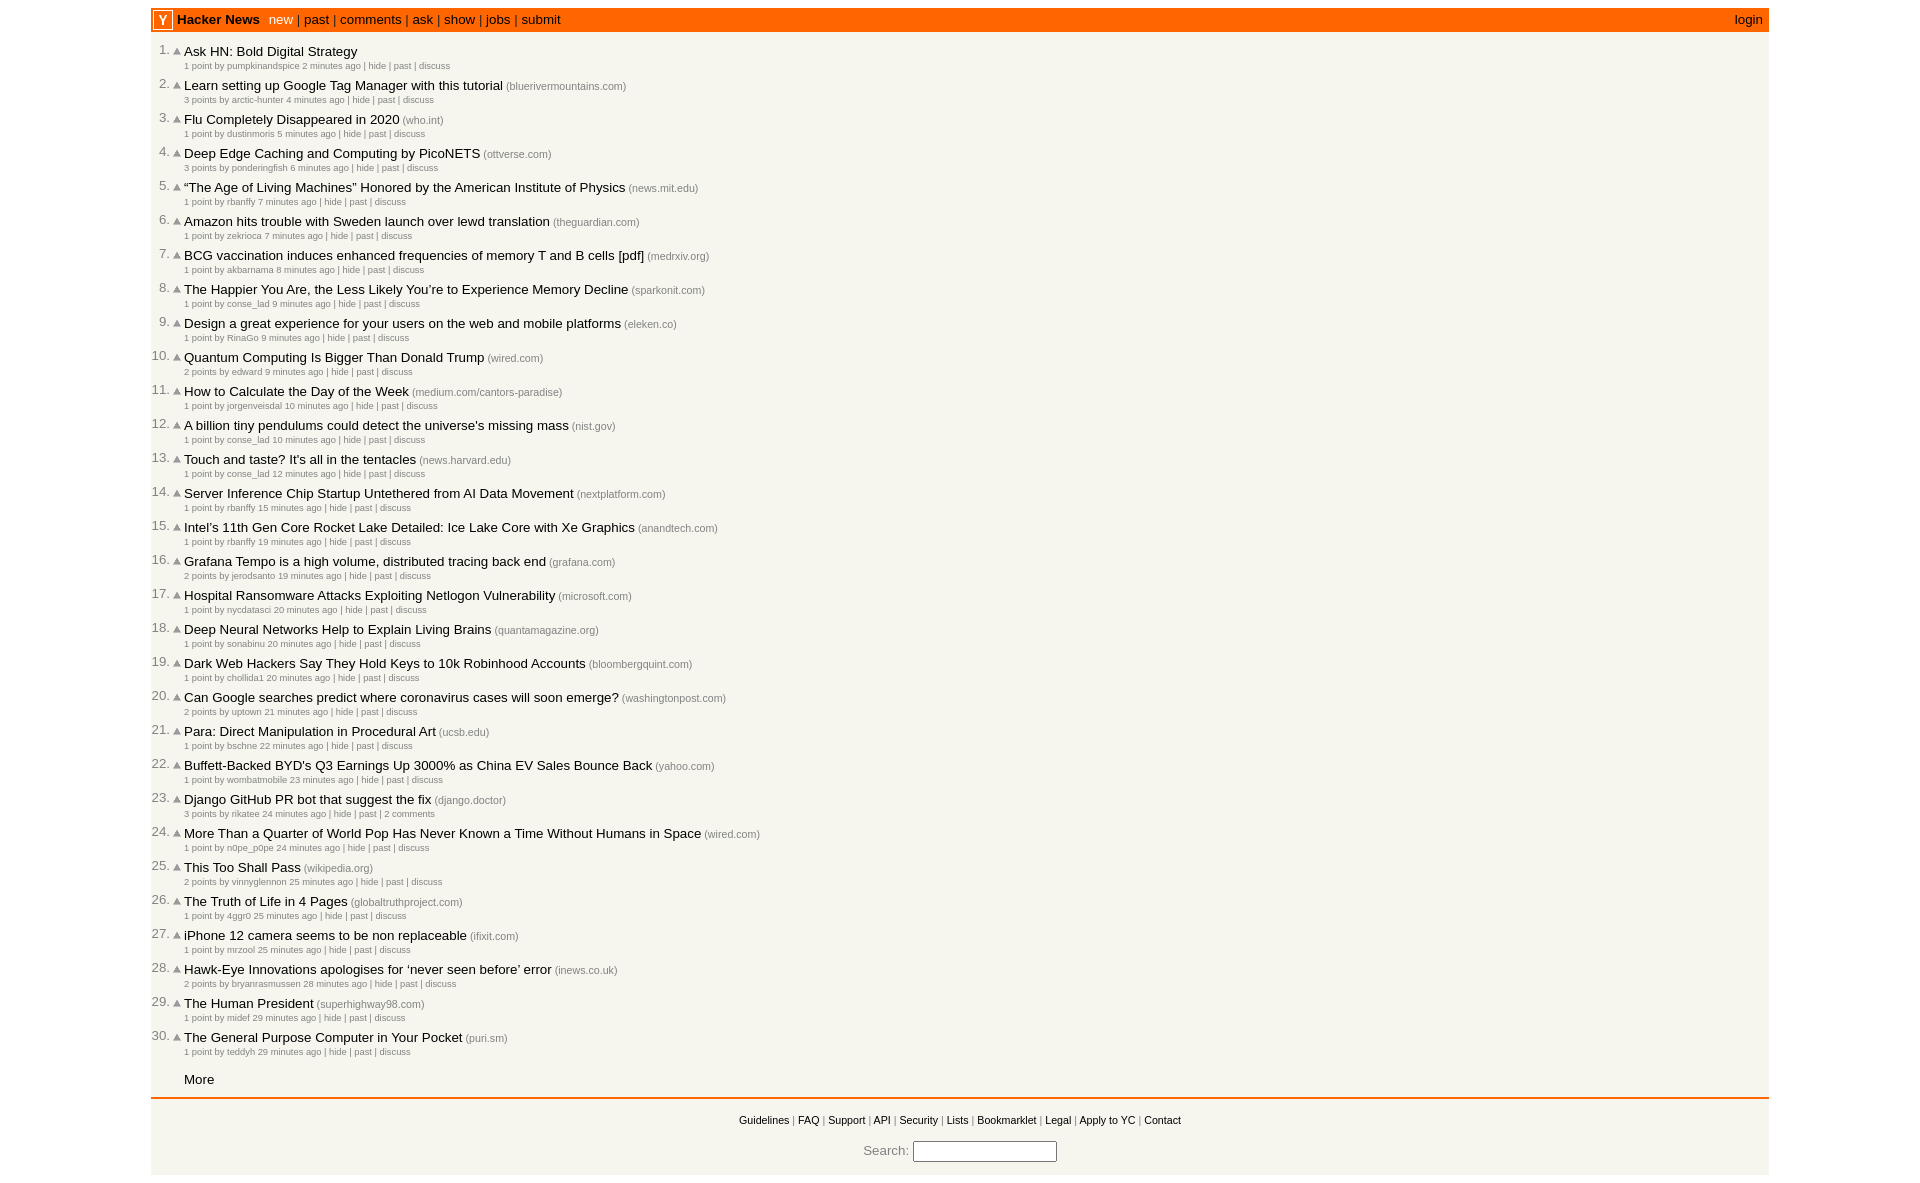 Y Hacker News new | past | comments | ask | show | jobs | submit login
1. Ask HN: Bold Digital Strategy
1 point by pumpkinandspice 2 minutes ago | hide | past | discuss
2. Learn setting up Google Tag Manager with this tutorial (bluerivermountains.com)
3 points by arctic-hunter 4 minutes ago | hide | past | discuss
3. Flu Completely Disappeared in 2020 (who.int)
1 point by dustinmoris 5 minutes ago | hide | past | discuss
4. Deep Edge Caching and Computing by PicoNETS (ottverse.com)
3 points by ponderingfish 6 minutes ago | hide | past | discuss
5. “The Age of Living Machines” Honored by the American Institute of Physics (news.mit.edu)
1 point by rbanffy 7 minutes ago | hide | past | discuss
6. Amazon hits trouble with Sweden launch over lewd translation (theguardian.com)
1 point by zekrioca 7 minutes ago | hide | past | discuss
7. BCG vaccination induces enhanced frequencies of memory T and B cells [pdf] (medrxiv.org)
1 point by akbarnama 8 minutes ago | hide | past | discuss
8. The Happier You Are, the Less Likely You’re to Experience Memory Decline (sparkonit.com)
1 point by conse_lad 9 minutes ago | hide | past | discuss
9. Design a great experience for your users on the web and mobile platforms (eleken.co)
1 point by RinaGo 9 minutes ago | hide | past | discuss
10. Quantum Computing Is Bigger Than Donald Trump (wired.com)
2 points by edward 9 minutes ago | hide | past | discuss
11. How to Calculate the Day of the Week (medium.com/cantors-paradise)
1 point by jorgenveisdal 10 minutes ago | hide | past | discuss
12. A billion tiny pendulums could detect the universe's missing mass (nist.gov)
1 point by conse_lad 10 minutes ago | hide | past | discuss
13. Touch and taste? It's all in the tentacles (news.harvard.edu)
1 point by conse_lad 12 minutes ago | hide | past | discuss
14. Server Inference Chip Startup Untethered from AI Data Movement (nextplatform.com)
1 point by rbanffy 15 minutes ago | hide | past | discuss
15. Intel’s 11th Gen Core Rocket Lake Detailed: Ice Lake Core with Xe Graphics (anandtech.com)
1 point by rbanffy 19 minutes ago | hide | past | discuss
16. Grafana Tempo is a high volume, distributed tracing back end (grafana.com)
2 points by jerodsanto 19 minutes ago | hide | past | discuss
17. Hospital Ransomware Attacks Exploiting Netlogon Vulnerability (microsoft.com)
1 point by nycdatasci 20 minutes ago | hide | past | discuss
18. Deep Neural Networks Help to Explain Living Brains (quantamagazine.org)
1 point by sonabinu 20 minutes ago | hide | past | discuss
19. Dark Web Hackers Say They Hold Keys to 10k Robinhood Accounts (bloombergquint.com)
1 point by chollida1 20 minutes ago | hide | past | discuss
20. Can Google searches predict where coronavirus cases will soon emerge? (washingtonpost.com)
2 points by uptown 21 minutes ago | hide | past | discuss
21. Para: Direct Manipulation in Procedural Art (ucsb.edu)
1 point by bschne 22 minutes ago | hide | past | discuss
22. Buffett-Backed BYD's Q3 Earnings Up 3000% as China EV Sales Bounce Back (yahoo.com)
1 point by wombatmobile 23 minutes ago | hide | past | discuss
23. Django GitHub PR bot that suggest the fix (django.doctor)
3 points by rikatee 24 minutes ago | hide | past | 2 comments
24. More Than a Quarter of World Pop Has Never Known a Time Without Humans in Space (wired.com)
1 point by n0pe_p0pe 24 minutes ago | hide | past | discuss
25. This Too Shall Pass (wikipedia.org)
2 points by vinnyglennon 25 minutes ago | hide | past | discuss
26. The Truth of Life in 4 Pages (globaltruthproject.com)
1 point by 4ggr0 25 minutes ago | hide | past | discuss
27. iPhone 12 camera seems to be non replaceable (ifixit.com)
1 point by mrzool 25 minutes ago | hide | past | discuss
28. Hawk-Eye Innovations apologises for ‘never seen before’ error (inews.co.uk)
2 points by bryanrasmussen 28 minutes ago | hide | past | discuss
29. The Human President (superhighway98.com)
1 point by midef 29 minutes ago | hide | past | discuss
30. The General Purpose Computer in Your Pocket (puri.sm)
1 point by teddyh 29 minutes ago | hide | past | discuss
More
Guidelines | FAQ | Support | API | Security | Lists | Bookmarklet | Legal | Apply to YC | Contact
Search: